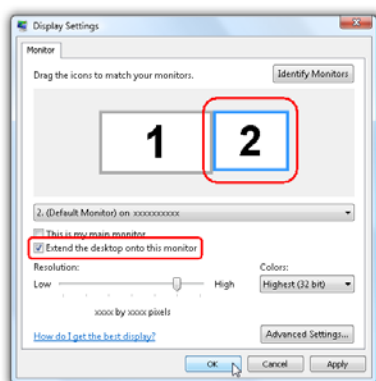 Display Settings
Monitor
Drag the icons to match your monitors.
Identify Monitors
1
2
2. (Default Monitor) on xxxxxxxxxx
This is my main monitor
Extend the desktop onto this monitor
Resolution:
Colors:
Low
High
Highest (32 bit)
xxxx by xxxx pixels
How do I get the best display?
Advanced Settings...
OK
Cancel
Apply